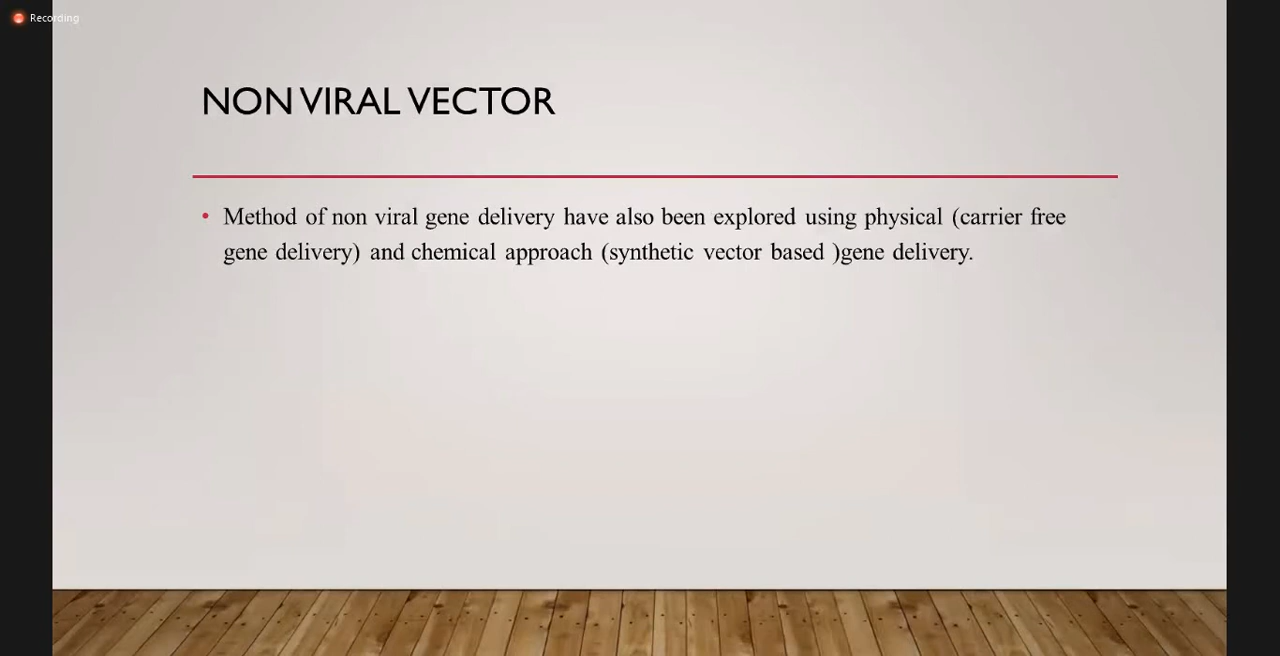 Recording
NON VIRAL VECTOR
• Method of non viral gene delivery have also been explored using physical (carrier free
gene delivery) and chemical approach (synthetic vector based )gene delivery.